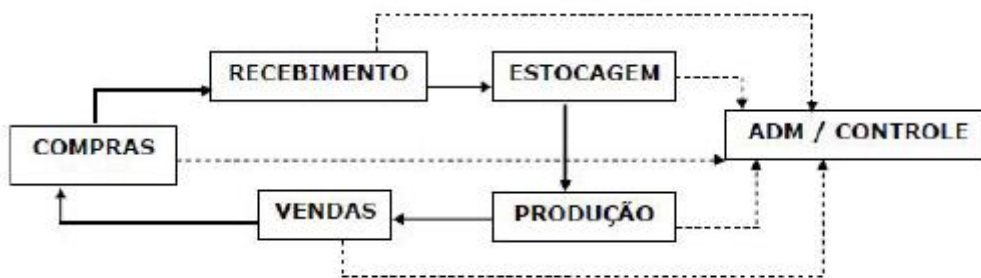 RECEBIMENTO
ESTOCAGEM
ADM / CONTROLE
COMPRAS
VENDAS
PRODUÇÃO